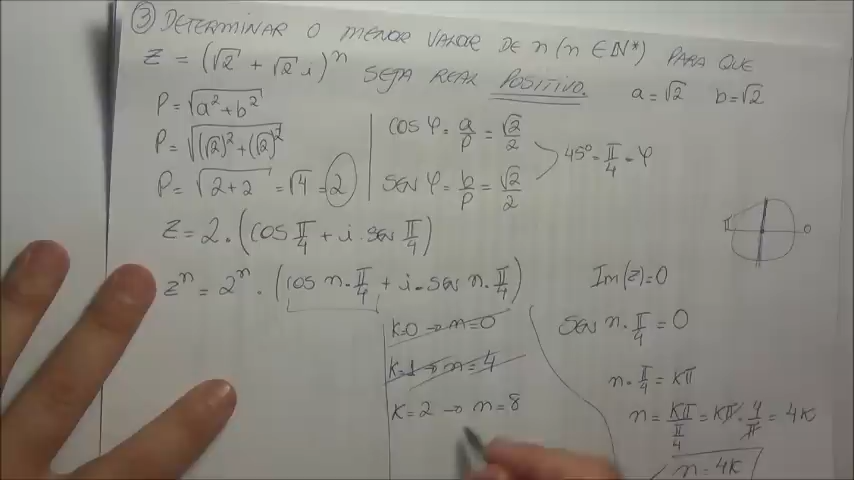 ③ DETERMINAR O MENOR VALOR DE n (n ∈ ℕ*) PARA QUE
Z = (√2 + √2 i)ⁿ SEJA REAL POSITIVO.
a = √2 b = √2
ρ = √(a² + b²)
ρ = √((√2)² + (√2)²)
ρ = √(2 + 2) = √4 = 2
COS φ = a/ρ = √2/2
SEN φ = b/ρ = √2/2
45° = π/4 = φ
Z = 2 · (COS π/4 + i · SEN π/4)
Zⁿ = 2ⁿ · (COS n · π/4 + i · SEN n · π/4)
K=0 → n=0
K=1 → n=4
K=2 → n=8
π 0
Im(Z)=0
SEN n · π/4 = 0
n · π/4 = Kπ
n = Kπ/(π/4) = Kπ · 4/π = 4K
n = 4K